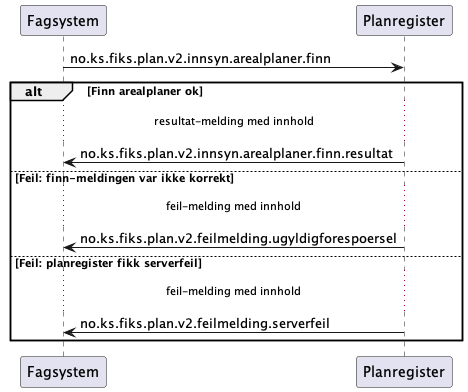 Fagsystem Planregister
no.ks.fiks.plan.v2.innsyn.arealplaner.finn
alt [Finn arealplaner ok]
resultat-melding med innhold
no.ks.fiks.plan.v2.innsyn.arealplaner.finn.resultat
[Feil: finn-meldingen var ikke korrekt]
feil-melding med innhold
no.ks.fiks.plan.v2.feilmelding.ugyldigforespoersel
[Feil: planregister fikk serverfeil]
feil-melding med innhold
no.ks.fiks.plan.v2.feilmelding.serverfeil
Fagsystem Planregister